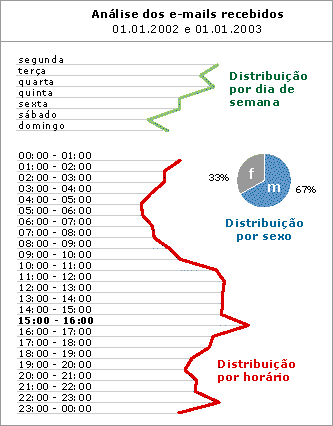 Análise dos e-mails recebidos
01.01.2002 e 01.01.2003
segunda
terça
quarta
quinta
sexta
sábado
domingo
Distribuição
por dia de
semana
00:00 - 01:00
01:00 - 02:00
02:00 - 03:00
03:00 - 04:00
04:00 - 05:00
05:00 - 06:00
06:00 - 07:00
07:00 - 08:00
08:00 - 09:00
09:00 - 10:00
10:00 - 11:00
11:00 - 12:00
12:00 - 13:00
13:00 - 14:00
14:00 - 15:00
15:00 - 16:00
16:00 - 17:00
17:00 - 18:00
18:00 - 19:00
19:00 - 20:00
20:00 - 21:00
21:00 - 22:00
22:00 - 23:00
23:00 - 00:00
33%
f
m
67%
Distribuição
por sexo
Distribuição
por horário